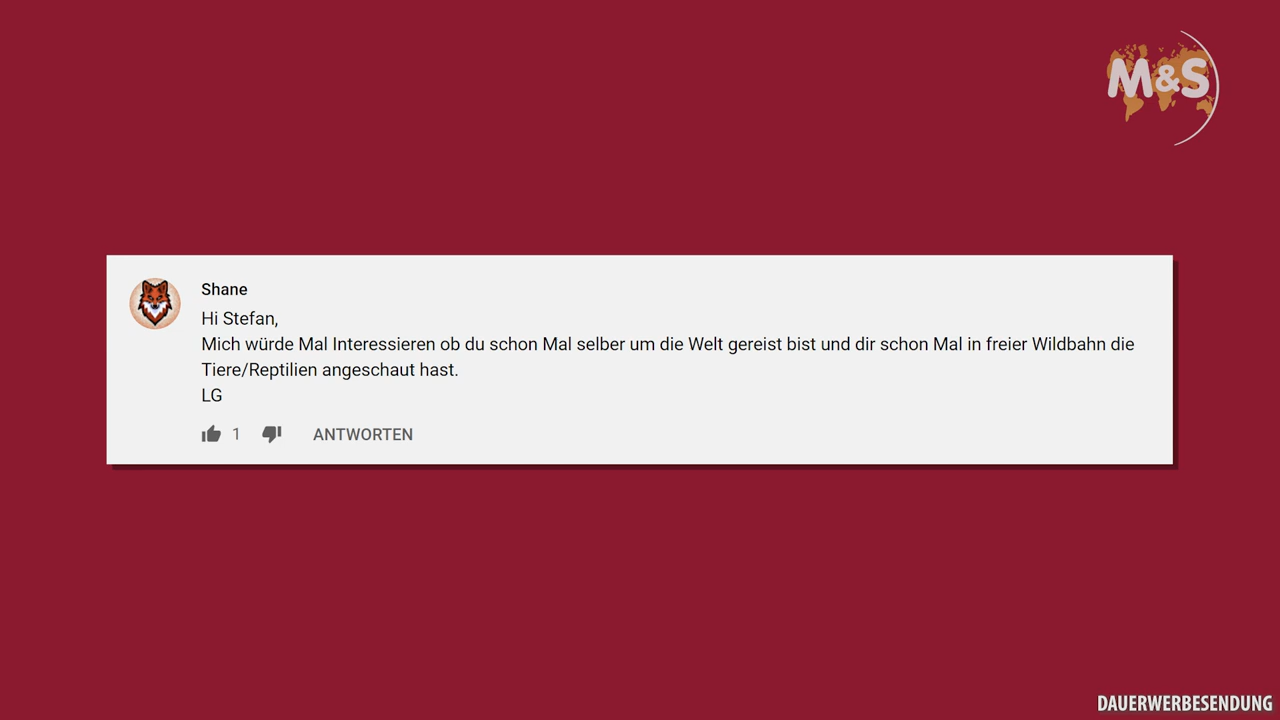 M&S
Shane
Hi Stefan,
Mich würde Mal Interessieren ob du schon Mal selber um die Welt gereist bist und dir schon Mal in freier Wildbahn die
Tiere/Reptilien angeschaut hast.
LG
1 ANTWORTEN
DAUERWERBESENDUNG